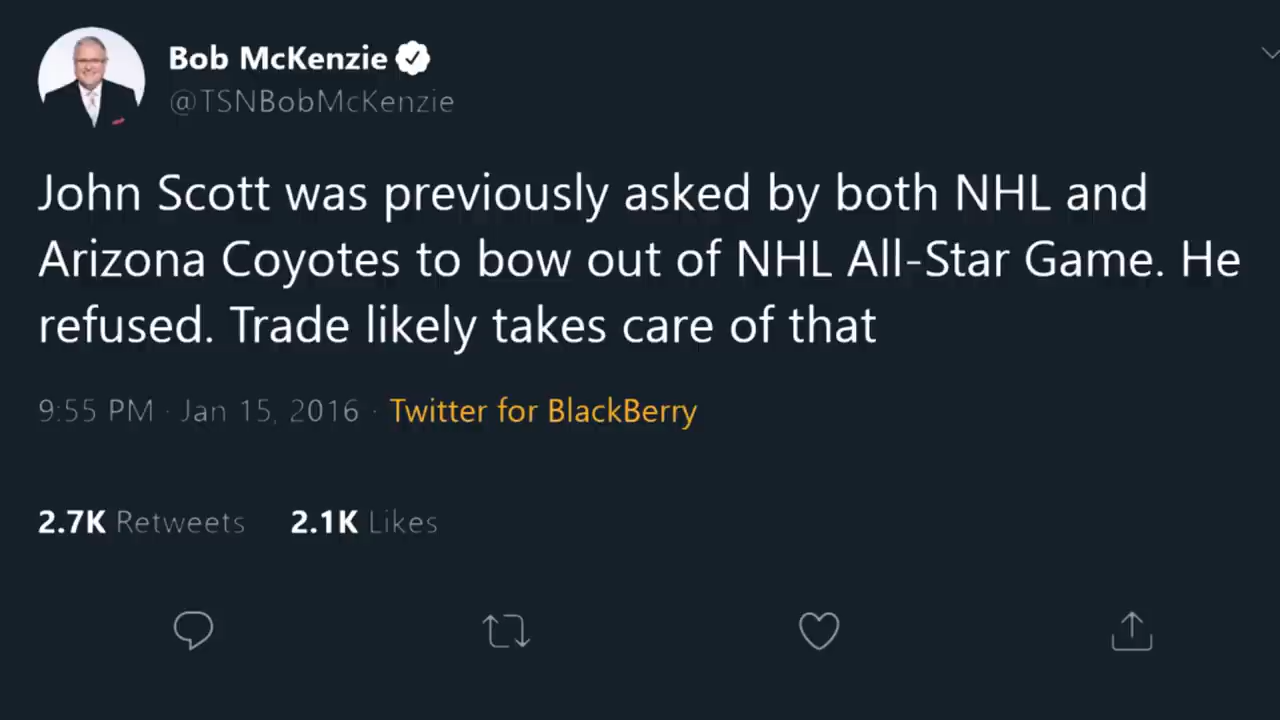 Bob McKenzie
@TSNBobMcKenzie
John Scott was previously asked by both NHL and
Arizona Coyotes to bow out of NHL All-Star Game. He
refused. Trade likely takes care of that
9:55 PM · Jan 15, 2016 · Twitter for BlackBerry
2.7K Retweets 2.1K Likes